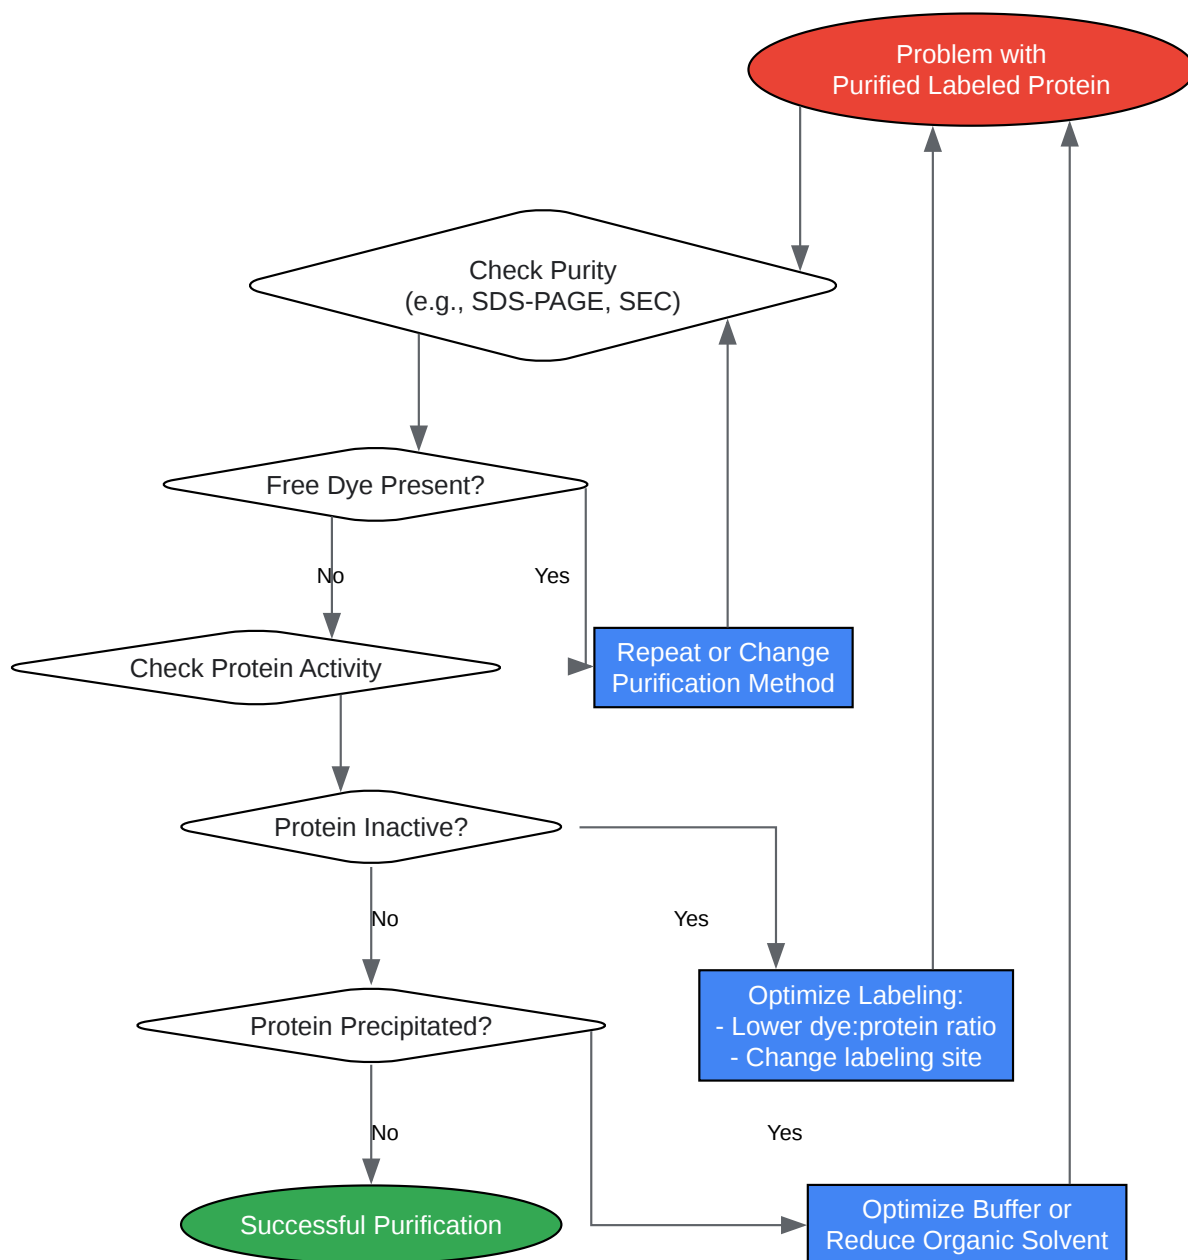 Problem with
Purified Labeled Protein
Check Purity
(e.g., SDS-PAGE, SEC)
Free Dye Present?
No
Yes
Check Protein Activity
Repeat or Change
Purification Method
Protein Inactive?
No
Yes
Optimize Labeling:
- Lower dye:protein ratio
- Change labeling site
Protein Precipitated?
No
Yes
Successful Purification
Optimize Buffer or
Reduce Organic Solvent